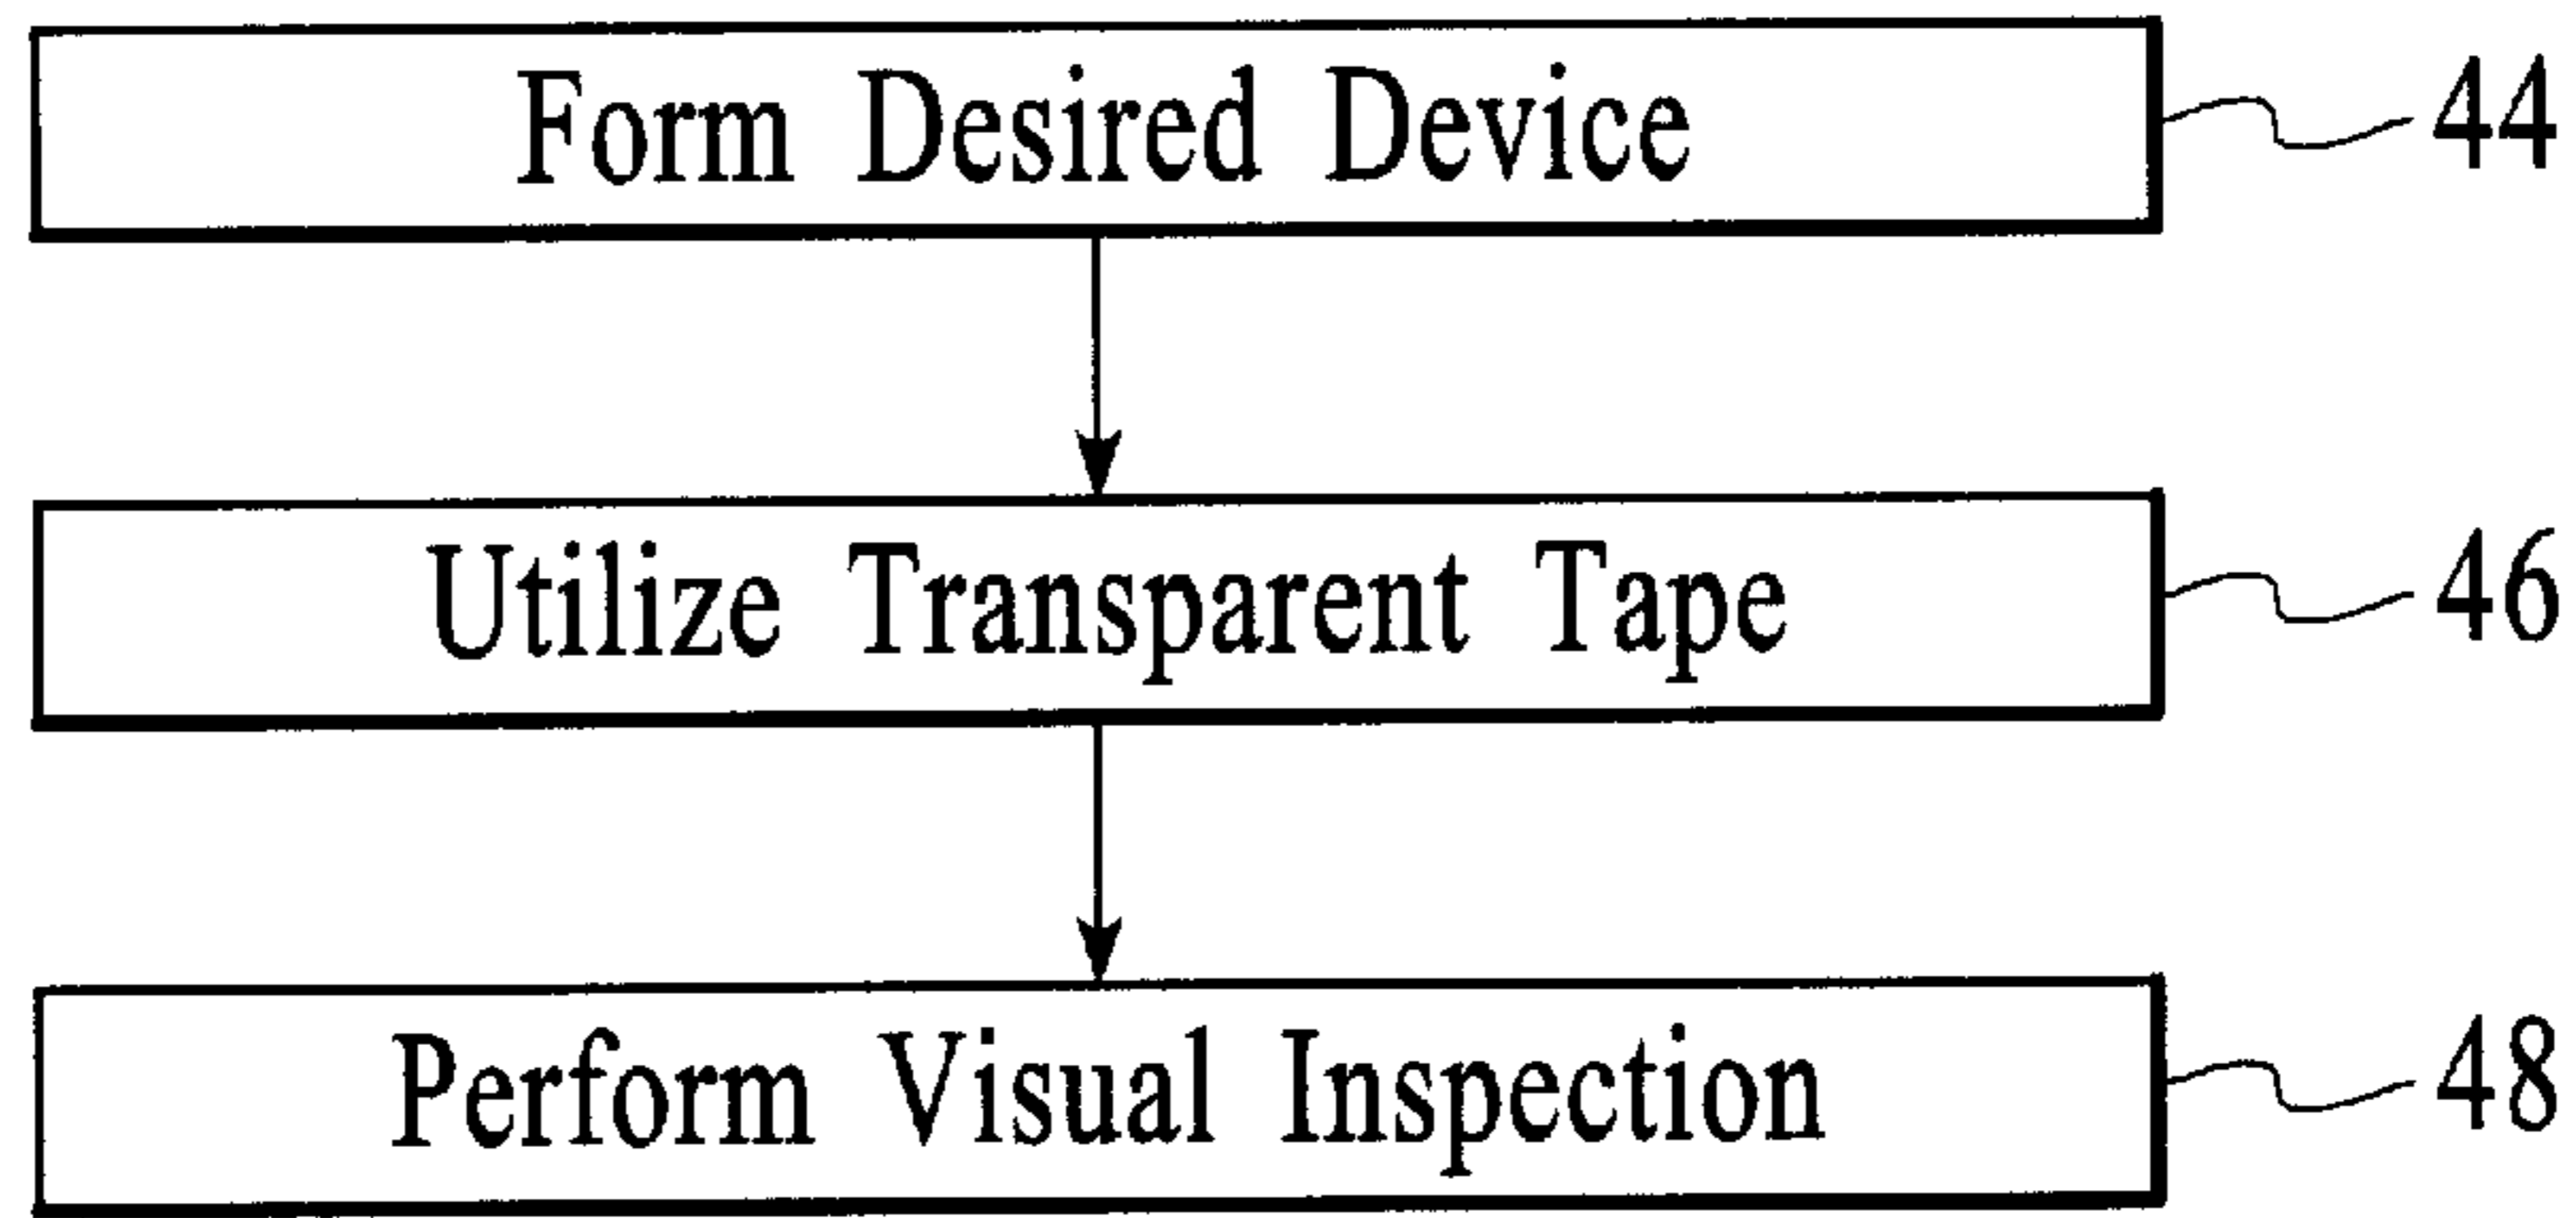 Form Desired Device 44
Utilize Transparent Tape 46
Perform Visual Inspection 48